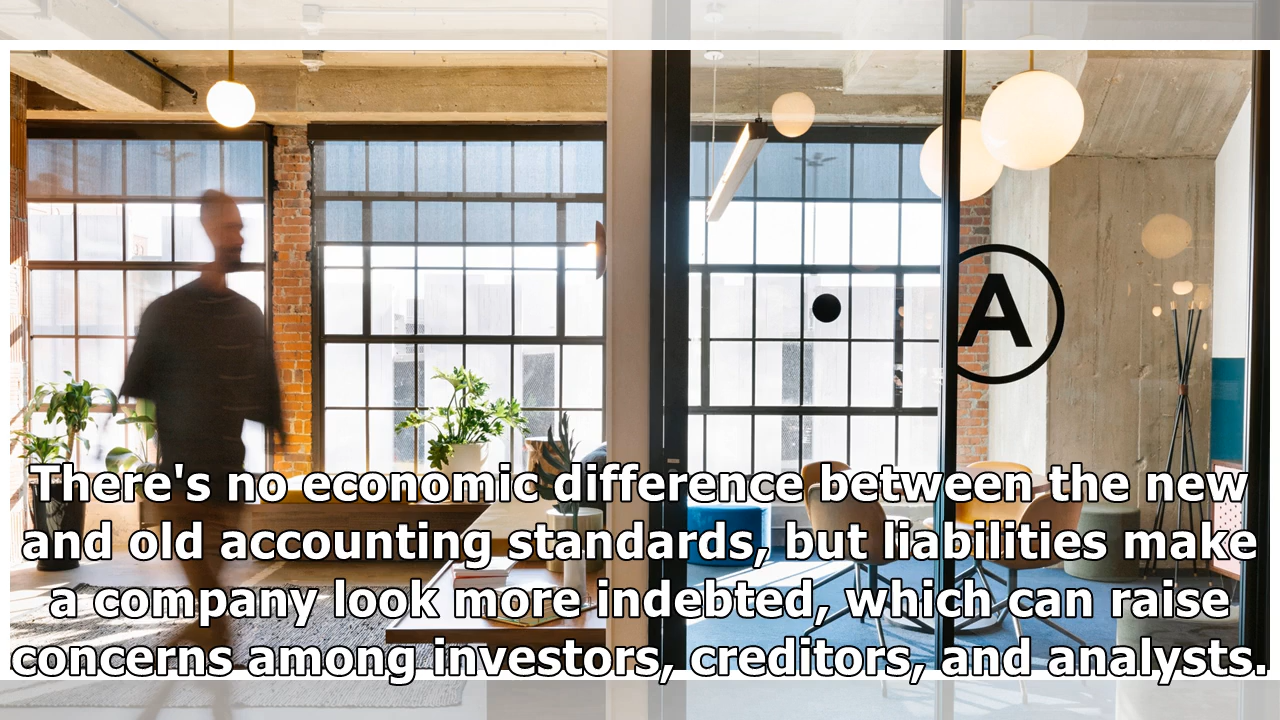 A
There's no economic difference between the new
and old accounting standards, but liabilities make
a company look more indebted, which can raise
concerns among investors, creditors, and analysts.